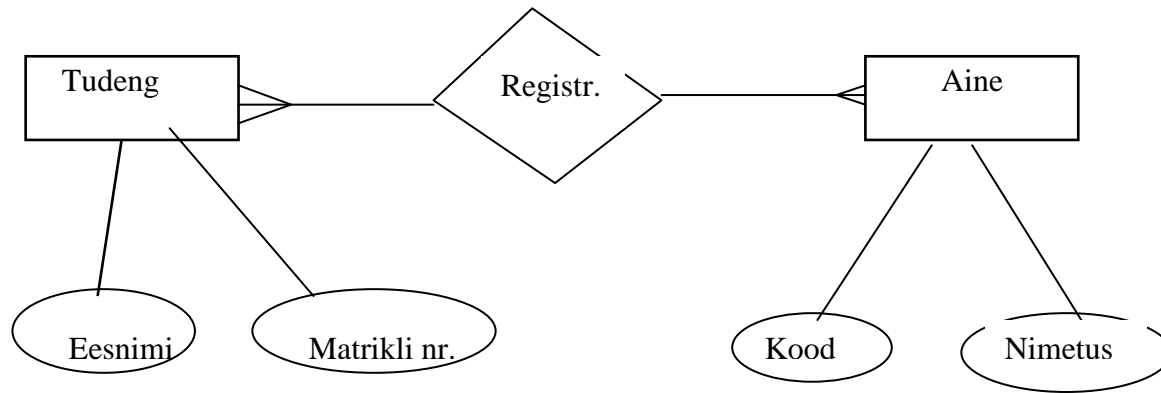 Tudeng
Registr.
Aine
Eesnimi
Matrikli nr.
Kood
Nimetus